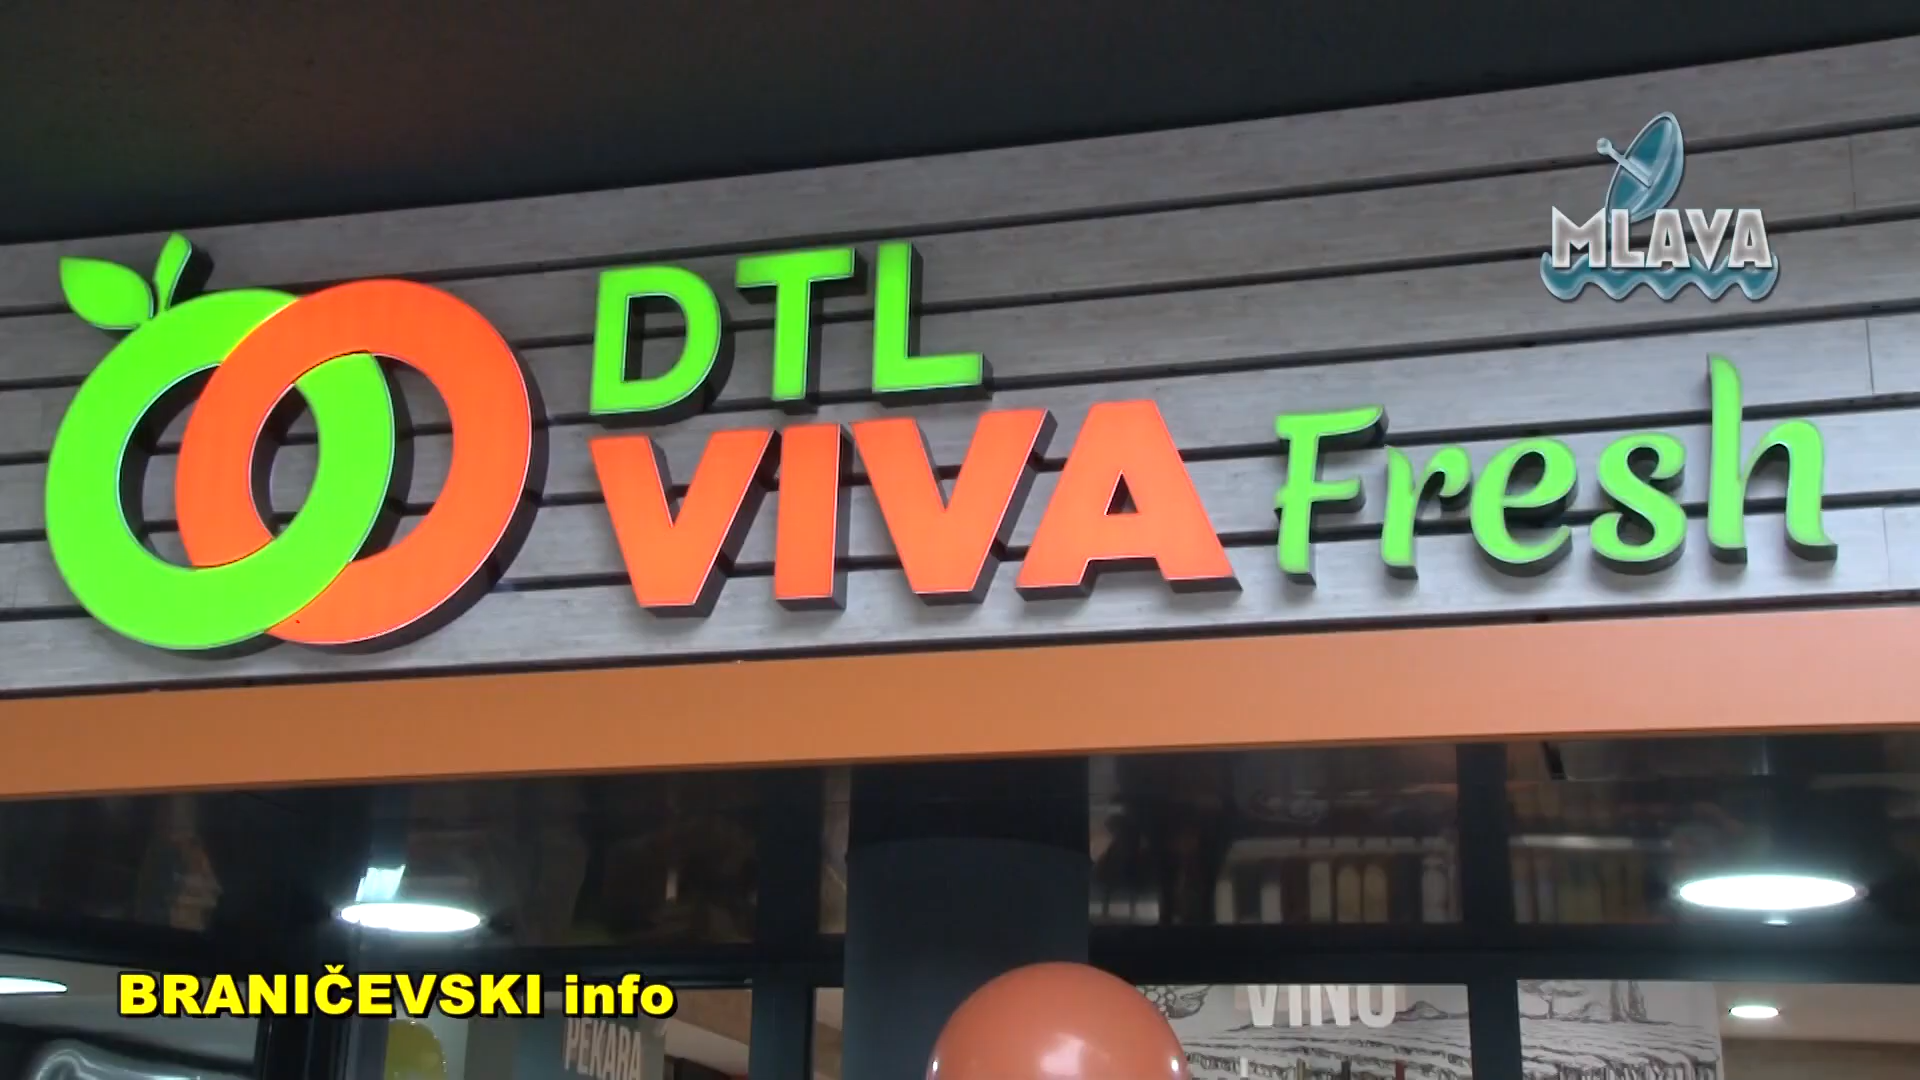 MLAVA
DTL
VIVA Fresh
BRANIČEVSKI info
VINO
PEKARA